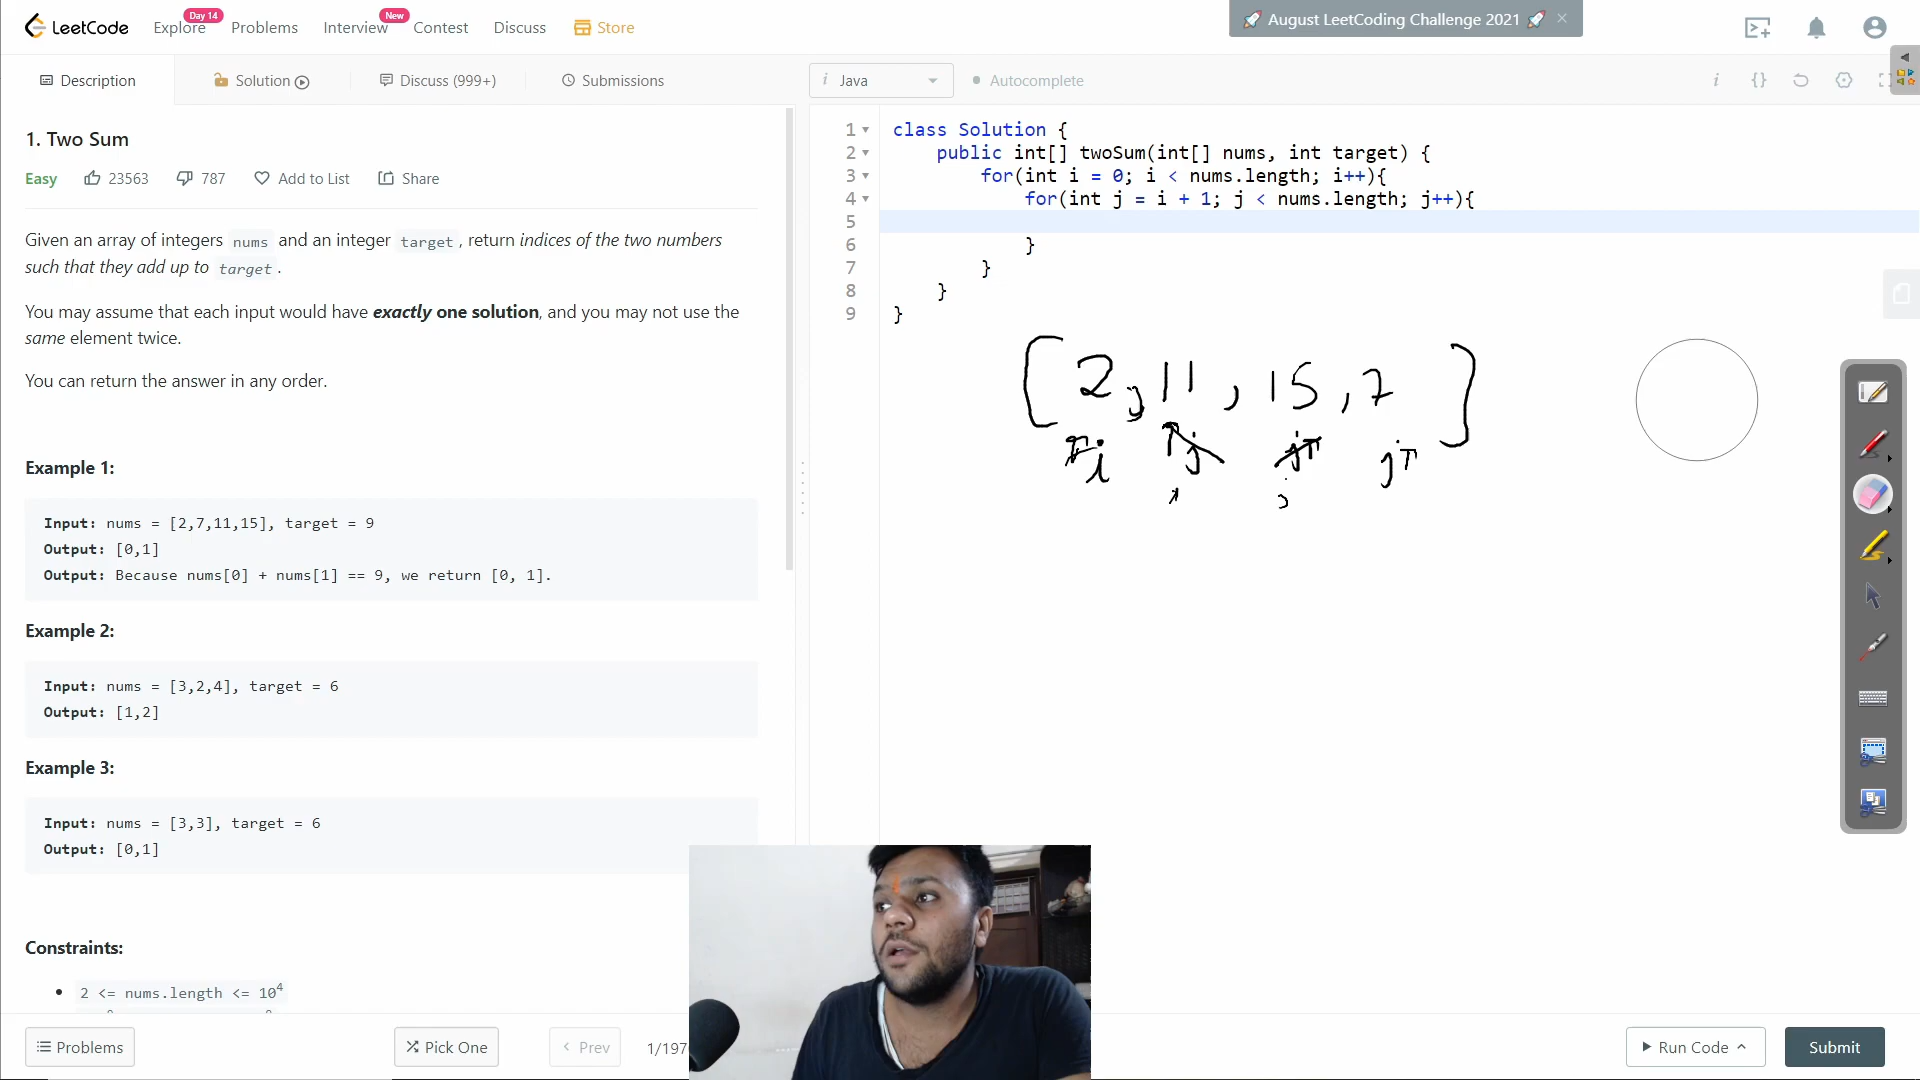 LeetCode
Explore
Day 14
Problems
Interview
New
Contest
Discuss
Store
🚀 August LeetCoding Challenge 2021 🚀 ×
Description
Solution
Discuss (999+)
Submissions
i Java
Autocomplete
1. Two Sum
Easy
23563
787
Add to List
Share
Given an array of integers nums and an integer target, return indices of the two numbers
such that they add up to target.
You may assume that each input would have exactly one solution, and you may not use the
same element twice.
You can return the answer in any order.
Example 1:
Input: nums = [2,7,11,15], target = 9
Output: [0,1]
Output: Because nums[0] + nums[1] == 9, we return [0, 1].
Example 2:
Input: nums = [3,2,4], target = 6
Output: [1,2]
Example 3:
Input: nums = [3,3], target = 6
Output: [0,1]
Constraints:
2 <= nums.length <= 10^4
Problems
Pick One
Prev
1/197
1 class Solution {
2 public int[] twoSum(int[] nums, int target) {
3 for(int i = 0; i < nums.length; i++){
4 for(int j = i + 1; j < nums.length; j++){
5
6 }
7 }
8 }
9 }
[2, 11, 15, 7]
i j j j
Run Code
Submit